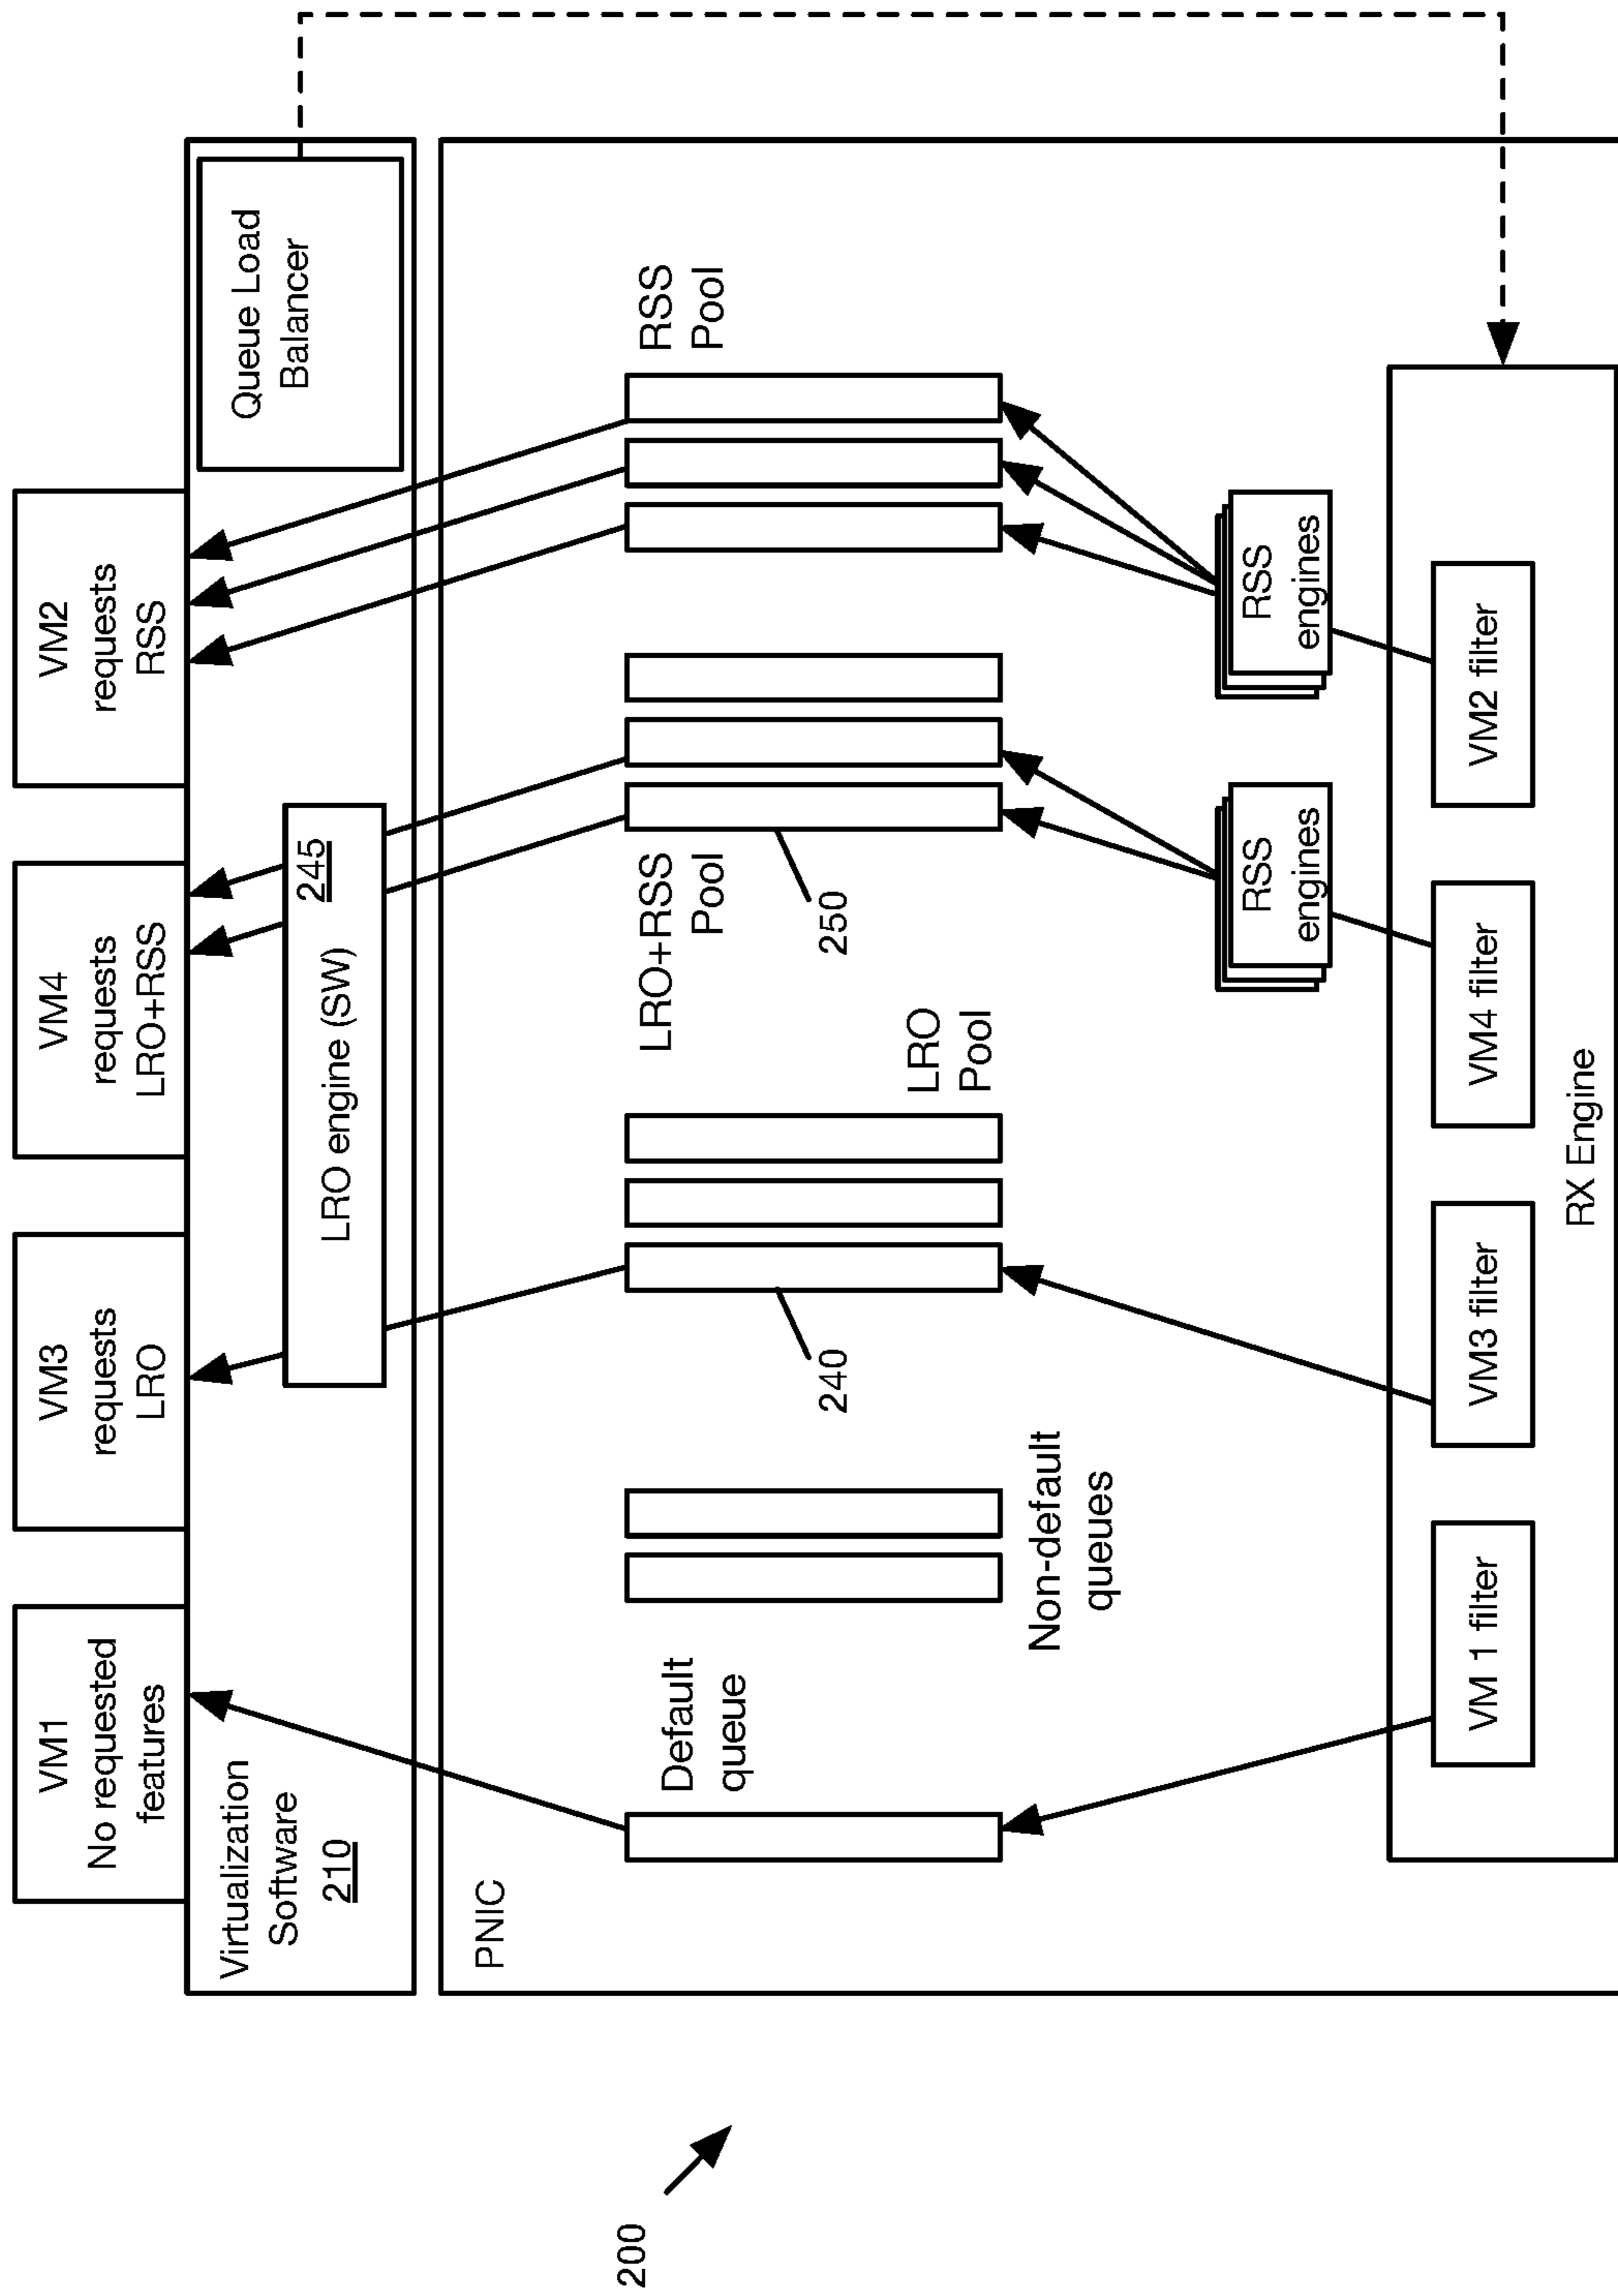 VM1
No requested
features
VM3
requests
LRO
VM4
requests
LRO+RSS
VM2
requests
RSS
Virtualization
Software
210
LRO engine (SW)
245
Queue Load
Balancer
PNIC
Default
queue
Non-default
queues
240
LRO
Pool
LRO+RSS
Pool
250
RSS
Pool
RSS
engines
RSS
engines
VM 1 filter
VM3 filter
VM4 filter
VM2 filter
RX Engine
200